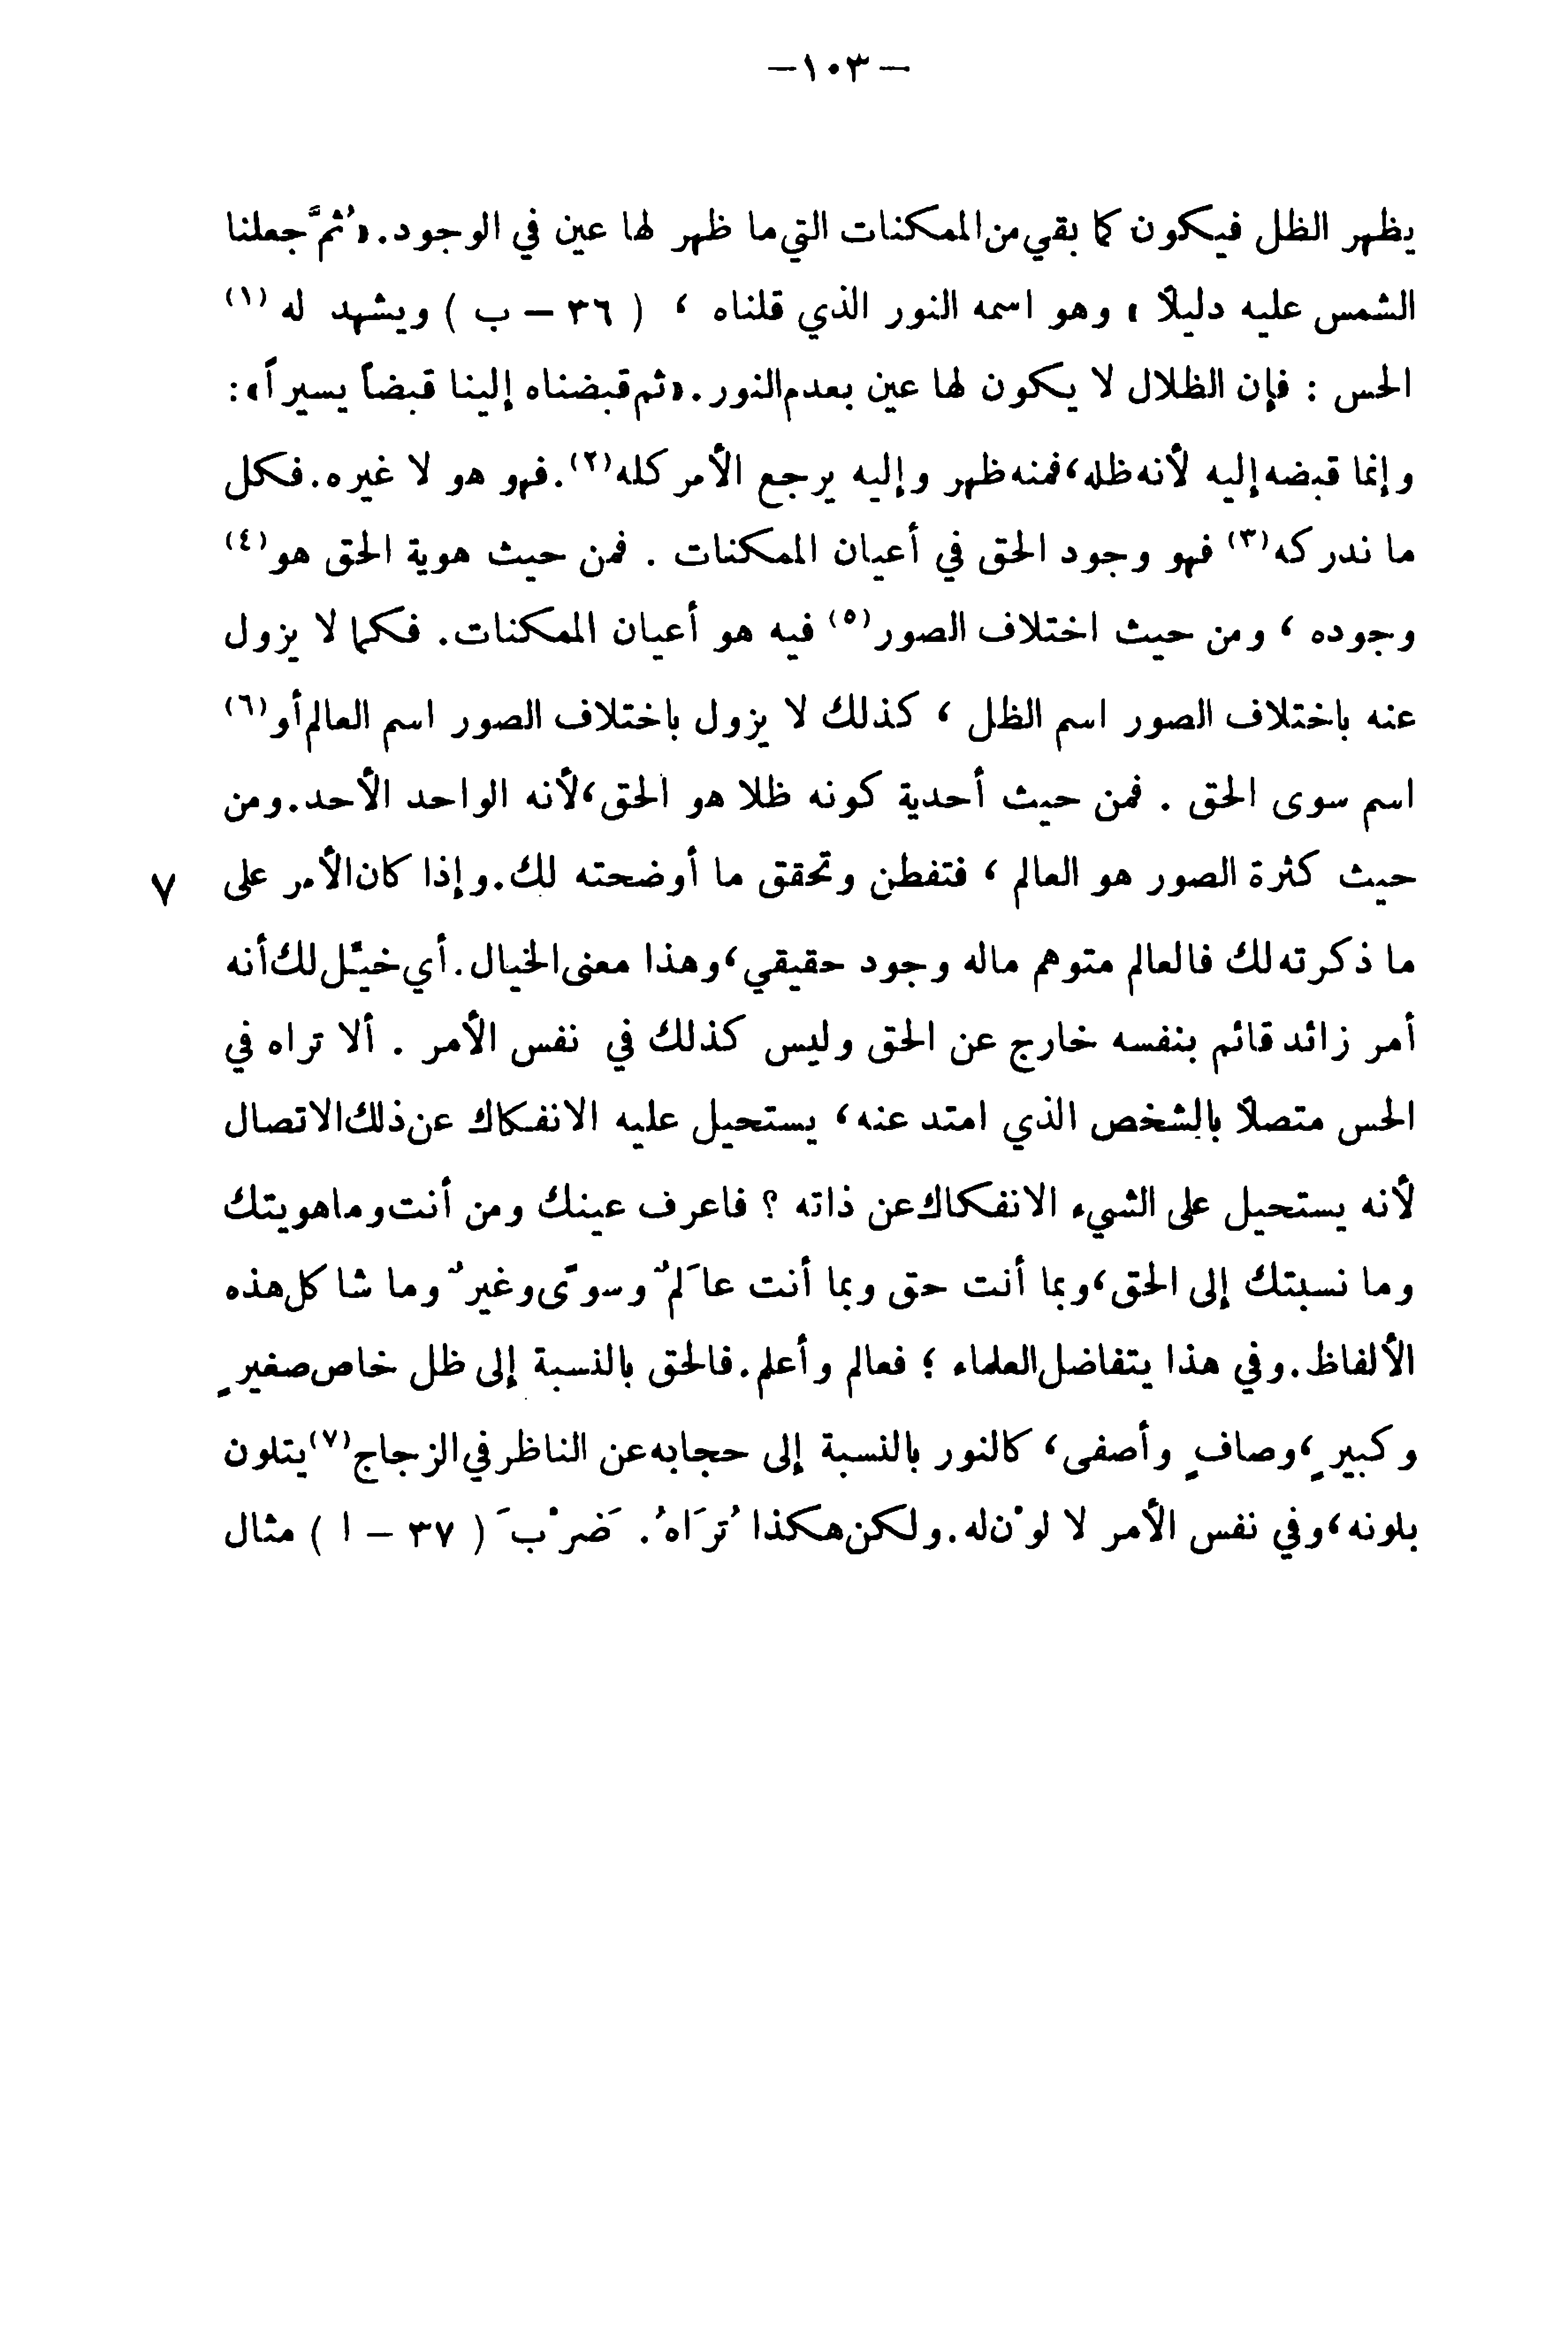 –١٠٣–
يظهر الظل فيكون كما بقي من الممكنات التي ما ظهر لها عين في الوجود. «ثُمَّ جعلنا
الشمس عليه دليلاً» وهو اسمه النور الذي قلناه ، ( ٣٦ – ب ) ويشهد له (١)
الحس : فإن الظلال لا يكون لها عين بعدم النور. «ثم قبضناه إلينا قبضاً يسيراً»:
وإنما قبضه إليه لأنه ظله، فمنه ظهر وإليه يرجع الأمر كله(٢). فهو هو لا غيره. فكل
ما ندركه(٣) فهو وجود الحق في أعيان الممكنات . فمن حيث هوية الحق هو(٤)
وجوده ، ومن حيث اختلاف الصور(٥) فيه هو أعيان الممكنات. فكما لا يزول
عنه باختلاف الصور اسم الظل ، كذلك لا يزول باختلاف الصور اسم العالم أو(٦)
اسم سوى الحق . فمن حيث أحدية كونه ظلا هو الحق، لأنه الواحد الأحد. ومن
حيث كثرة الصور هو العالم ، فتفطن وتحقق ما أوضحته لك. وإذا كان الأمر على ٧
ما ذكرته لك فالعالم متوهم ماله وجود حقيقي، وهذا معنى الخيال. أي خيِّل لك أنه
أمر زائد قائم بنفسه خارج عن الحق وليس كذلك في نفس الأمر . ألا تراه في
الحس متصلاً بالشخص الذي امتد عنه، يستحيل عليه الانفكاك عن ذلك الاتصال
لأنه يستحيل على الشيء الانفكاك عن ذاته ؟ فاعرف عينك ومن أنت وما هويتك
وما نسبتك إلى الحق، وبما أنت حق وبما أنت عالَمٌ وسوًى وغيرٌ وما شاكل هذه
الألفاظ. وفي هذا يتفاضل العلماء ؛ فعالم وأعلم. فالحق بالنسبة إلى ظل خاص صغيرٍ
وكبيرٍ، وصافٍ وأصفى، كالنور بالنسبة إلى حجابه عن الناظر في الزجاج(٧) يتلون
بلونه، وفي نفس الأمر لا لوْن له. ولكن هكذا تُرَاهُ. ضَرْبَ ( ٣٧ – ا ) مثال